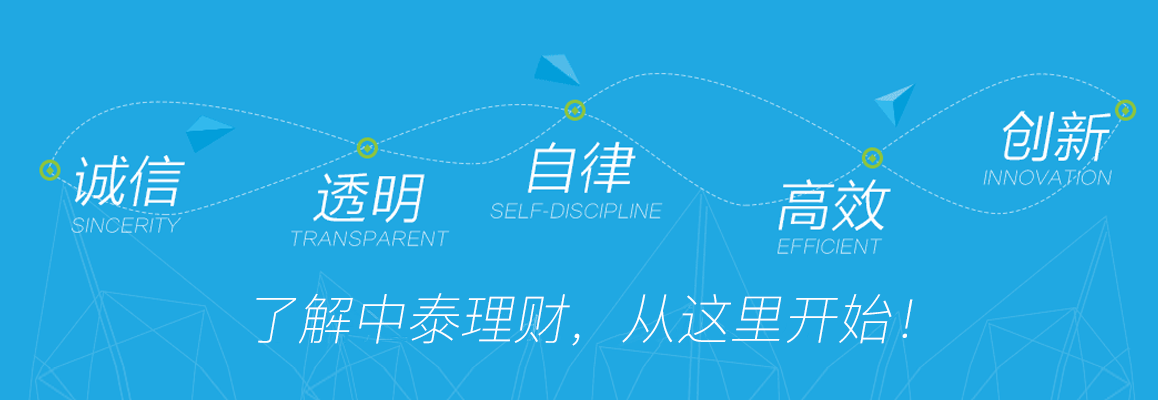 诚信
SINCERITY
透明
TRANSPARENT
自律
SELF-DISCIPLINE
高效
EFFICIENT
创新
INNOVATION
了解中泰理财，从这里开始！